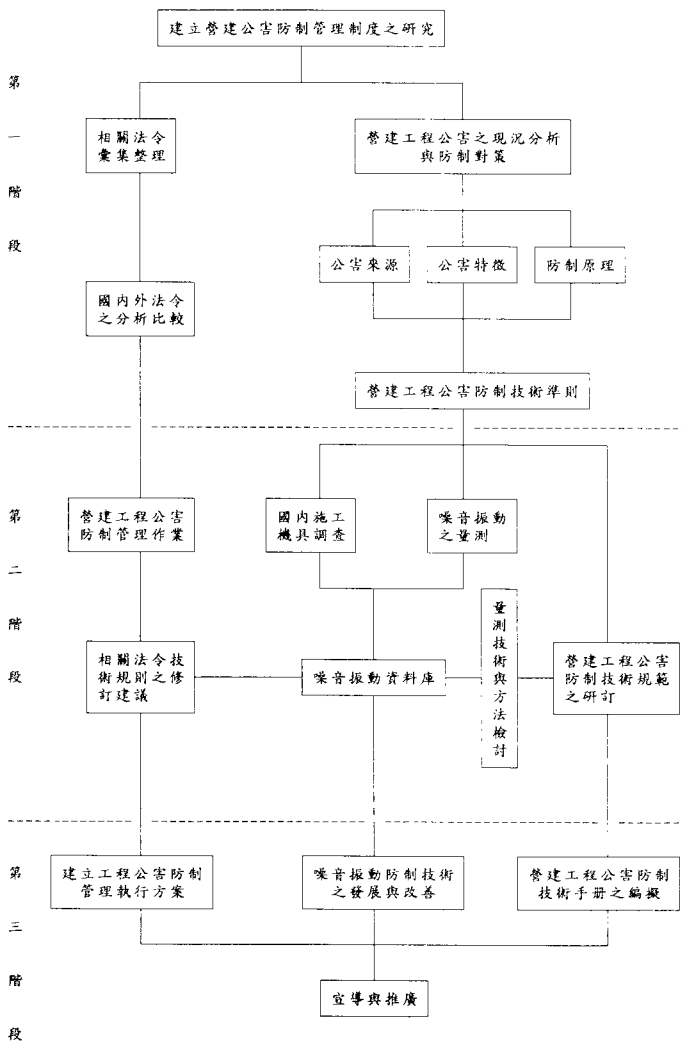 建立營建公害防制管理制度之研究
第一階段
相關法令
彙集整理
營建工程公害之現況分析
與防制對策
公害來源
公害特徵
防制原理
國內外法令
之分析比較
營建工程公害防制技術準則
第二階段
營建工程公害
防制管理作業
國內施工
機具調查
噪音振動
之量測
量測技術與方法檢討
相關法令技
術規則之修
訂建議
噪音振動資料庫
營建工程公害
防制技術規範
之研訂
第三階段
建立工程公害防制
管理執行方案
噪音振動防制技術
之發展與改善
營建工程公害防制
技術手冊之編擬
宣導與推廣